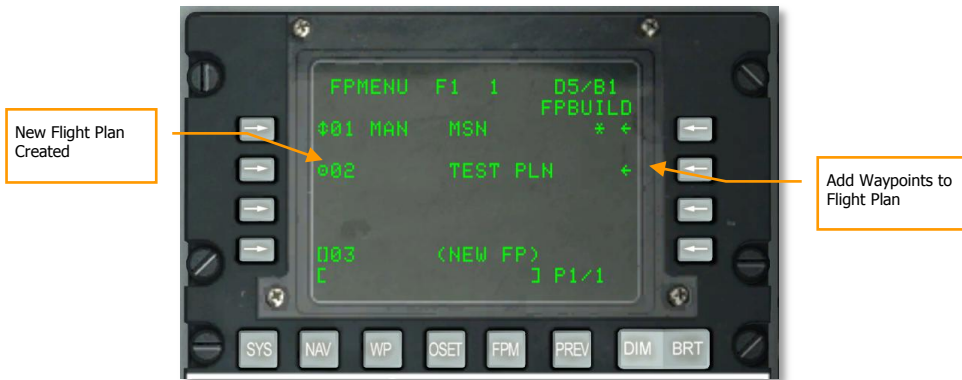 FPMENU F1 1 D5/B1
FPBUILD
01 MAN MSN * ←
02 TEST PLN ←
[]03 (NEW FP)
[ ] P1/1
New Flight Plan
Created
Add Waypoints to
Flight Plan
SYS NAV WP OSET FPM PREV DIM BRT